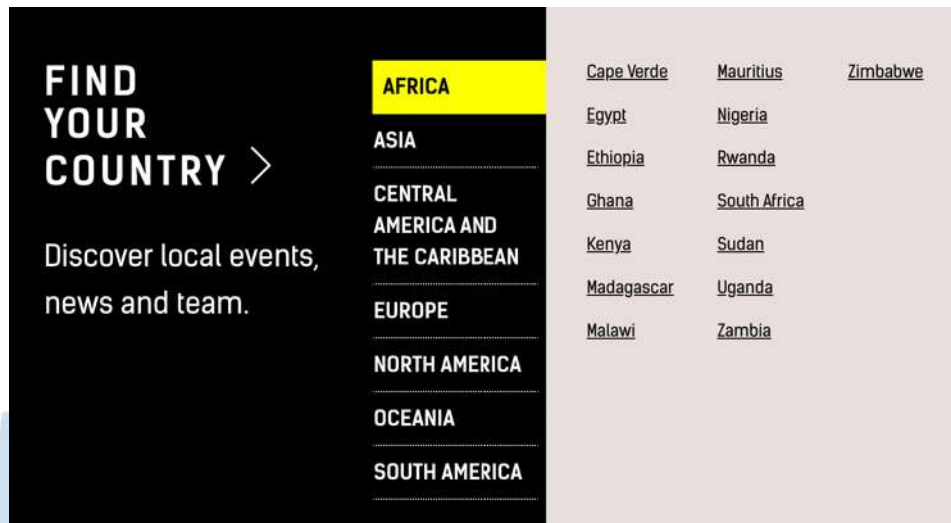 FIND
YOUR
COUNTRY >
Discover local events,
news and team.
AFRICA
ASIA
CENTRAL
AMERICA AND
THE CARIBBEAN
EUROPE
NORTH AMERICA
OCEANIA
SOUTH AMERICA
Cape Verde
Egypt
Ethiopia
Ghana
Kenya
Madagascar
Malawi
Mauritius
Nigeria
Rwanda
South Africa
Sudan
Uganda
Zambia
Zimbabwe